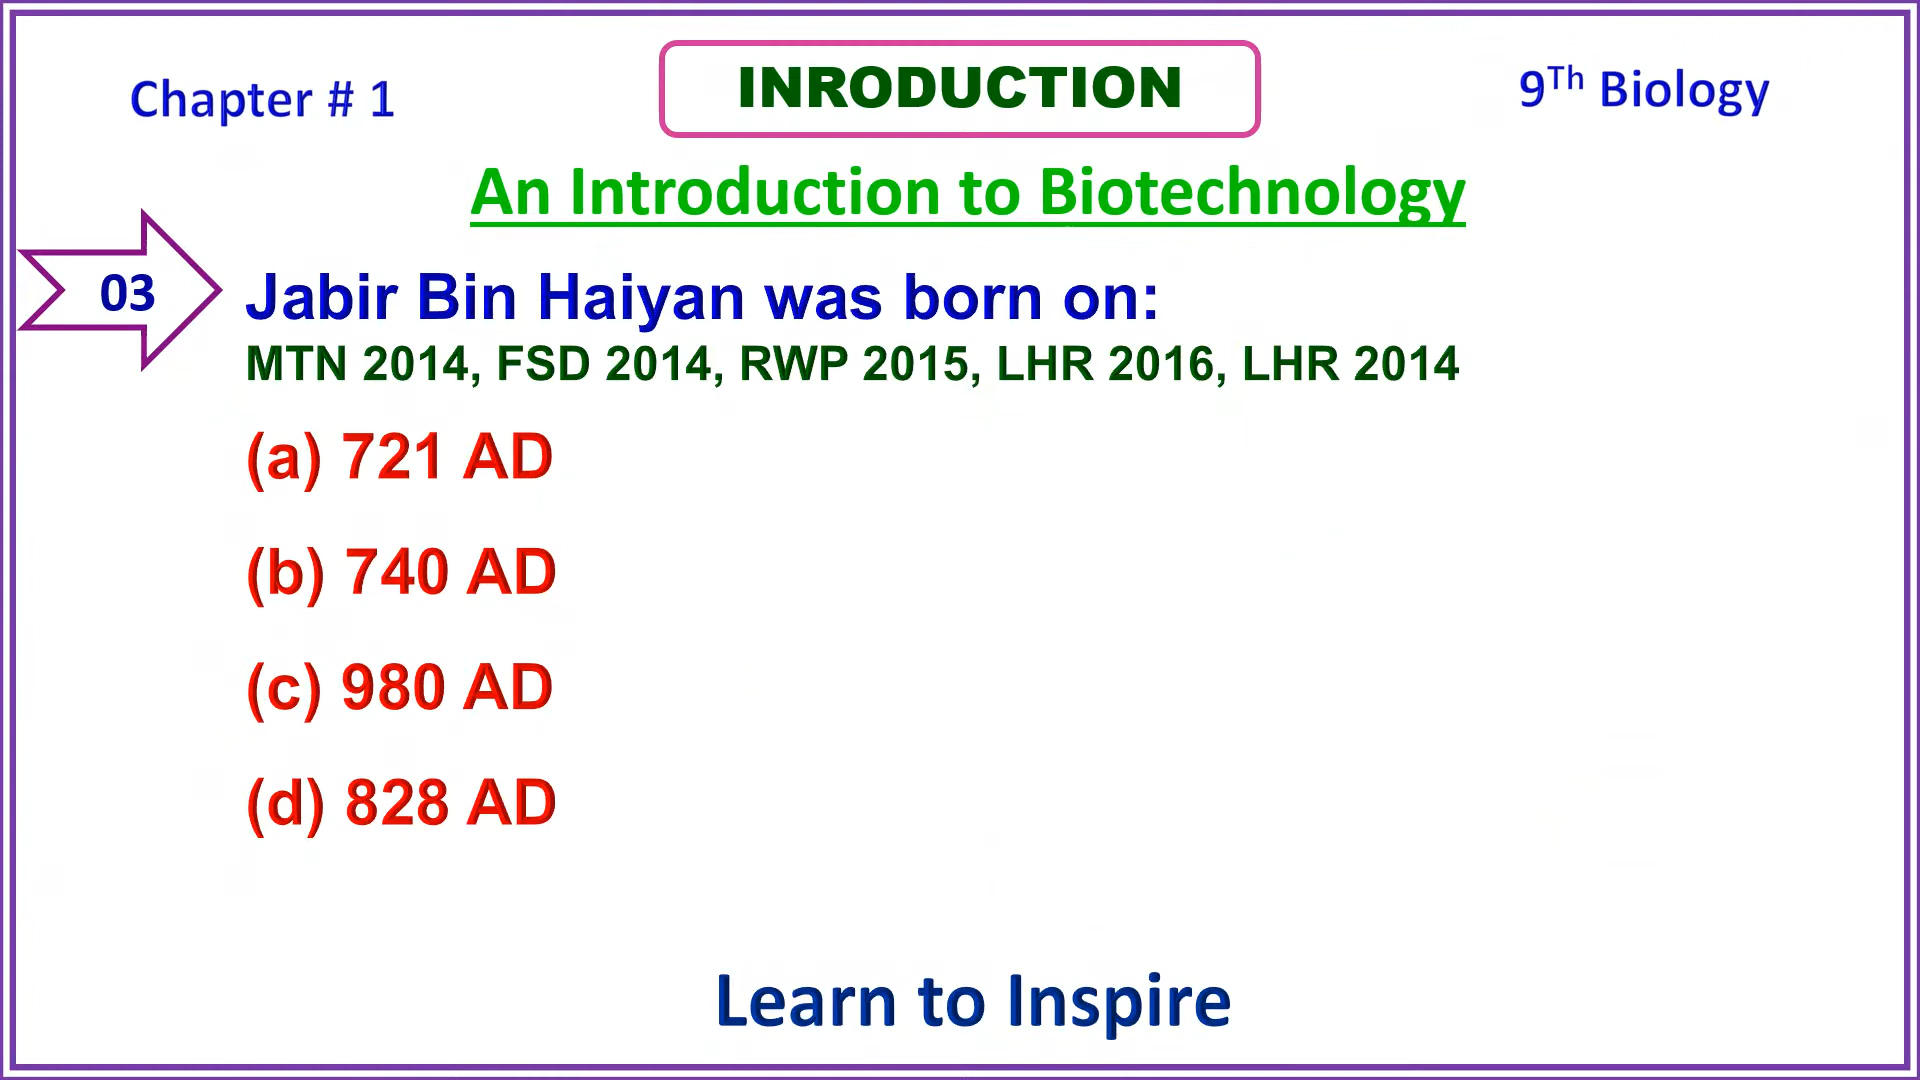 Chapter # 1
INRODUCTION
9Th Biology
An Introduction to Biotechnology
03
Jabir Bin Haiyan was born on:
MTN 2014, FSD 2014, RWP 2015, LHR 2016, LHR 2014
(a) 721 AD
(b) 740 AD
(c) 980 AD
(d) 828 AD
Learn to Inspire